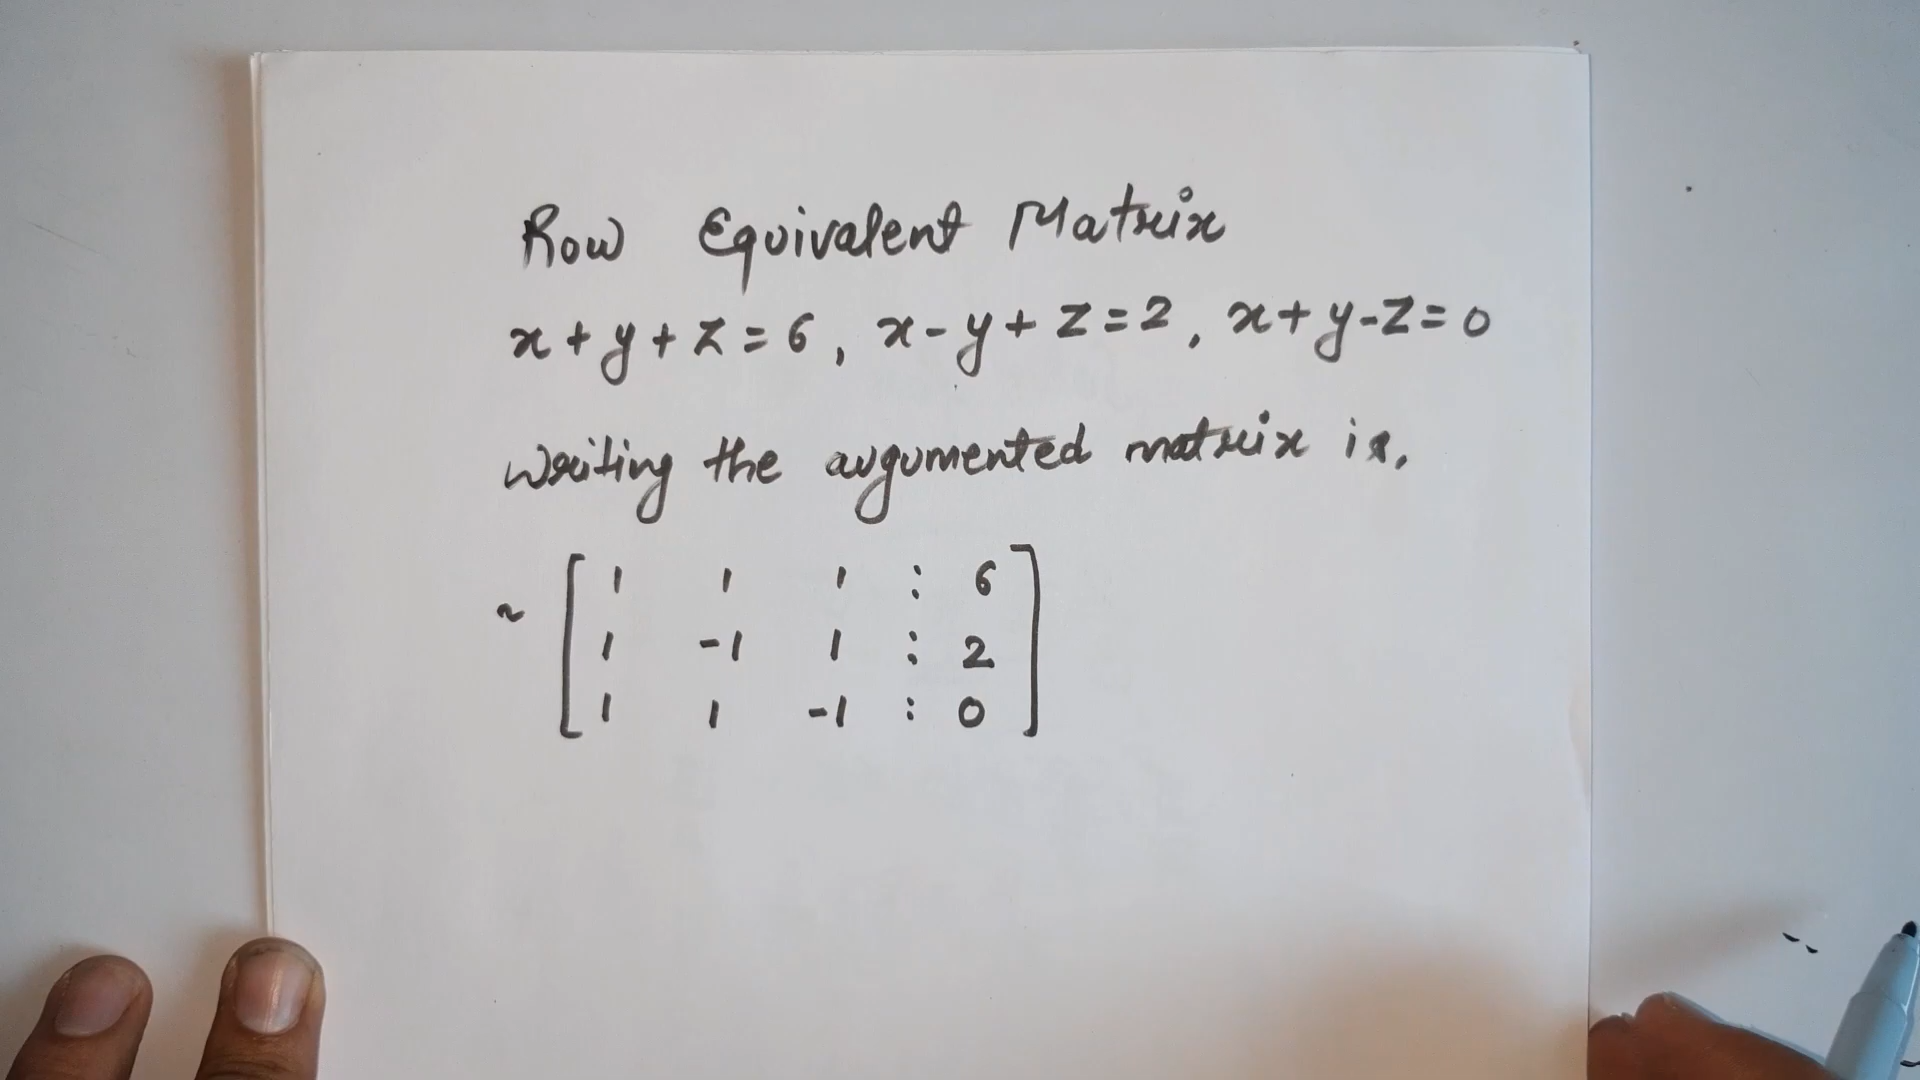 Row Equivalent Matrix
x + y + z = 6, x - y + z = 2, x + y - z = 0
Writing the augumented matrix is,
~ [ 1 1 1 : 6
1 -1 1 : 2
1 1 -1 : 0 ]